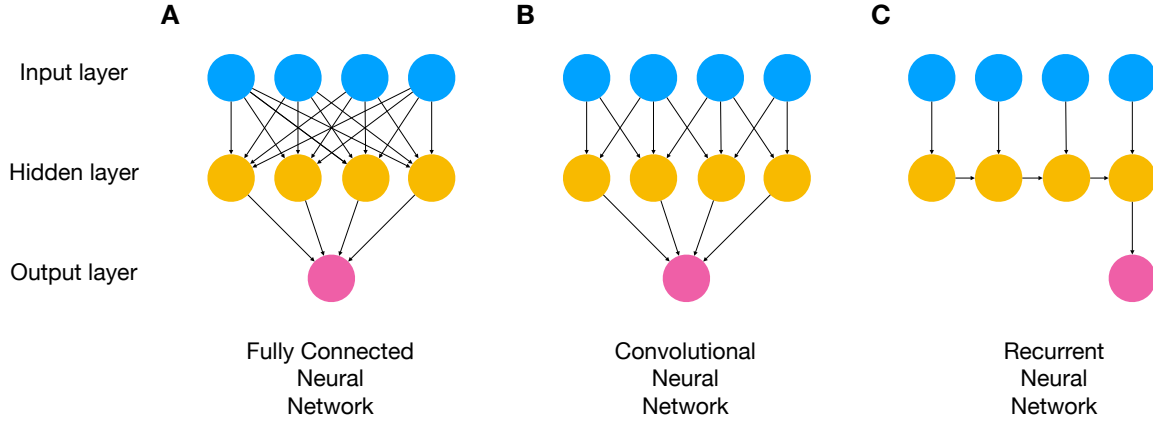 A
B
C
Input layer
Hidden layer
Output layer
Fully Connected
Neural
Network
Convolutional
Neural
Network
Recurrent
Neural
Network